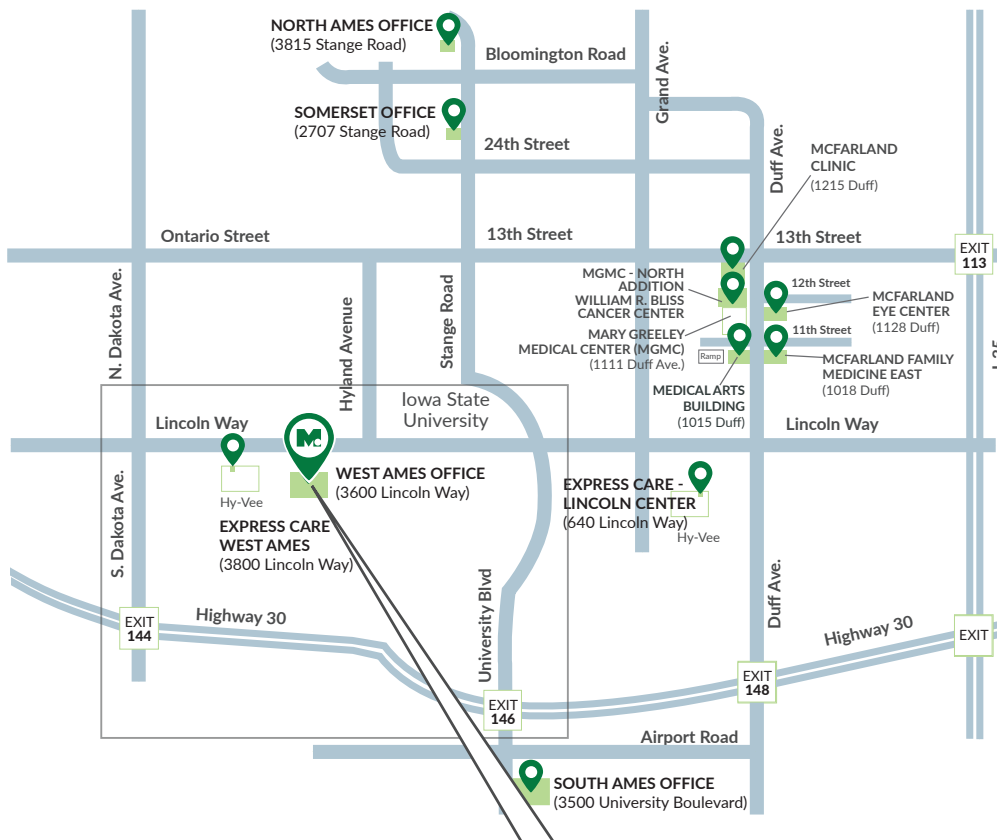 NORTH AMES OFFICE
(3815 Stange Road)
Bloomington Road
Grand Ave.
SOMERSET OFFICE
(2707 Stange Road)
24th Street
Duff Ave.
MCFARLAND
CLINIC
(1215 Duff)
Ontario Street
13th Street
13th Street
EXIT
113
N. Dakota Ave.
Hyland Avenue
Stange Road
MGMC - NORTH
ADDITION
WILLIAM R. BLISS
CANCER CENTER
12th Street
MCFARLAND
EYE CENTER
(1128 Duff)
MARY GREELEY
MEDICAL CENTER (MGMC)
(1111 Duff Ave.)
11th Street
Ramp
MCFARLAND FAMILY
MEDICINE EAST
(1018 Duff)
MEDICAL ARTS
BUILDING
(1015 Duff)
Iowa State
University
Lincoln Way
Lincoln Way
Mc
WEST AMES OFFICE
(3600 Lincoln Way)
Hy-Vee
EXPRESS CARE
WEST AMES
(3800 Lincoln Way)
EXPRESS CARE -
LINCOLN CENTER
(640 Lincoln Way)
Hy-Vee
S. Dakota Ave.
University Blvd
Duff Ave.
EXIT
144
Highway 30
Highway 30
EXIT
EXIT
146
EXIT
148
Airport Road
SOUTH AMES OFFICE
(3500 University Boulevard)